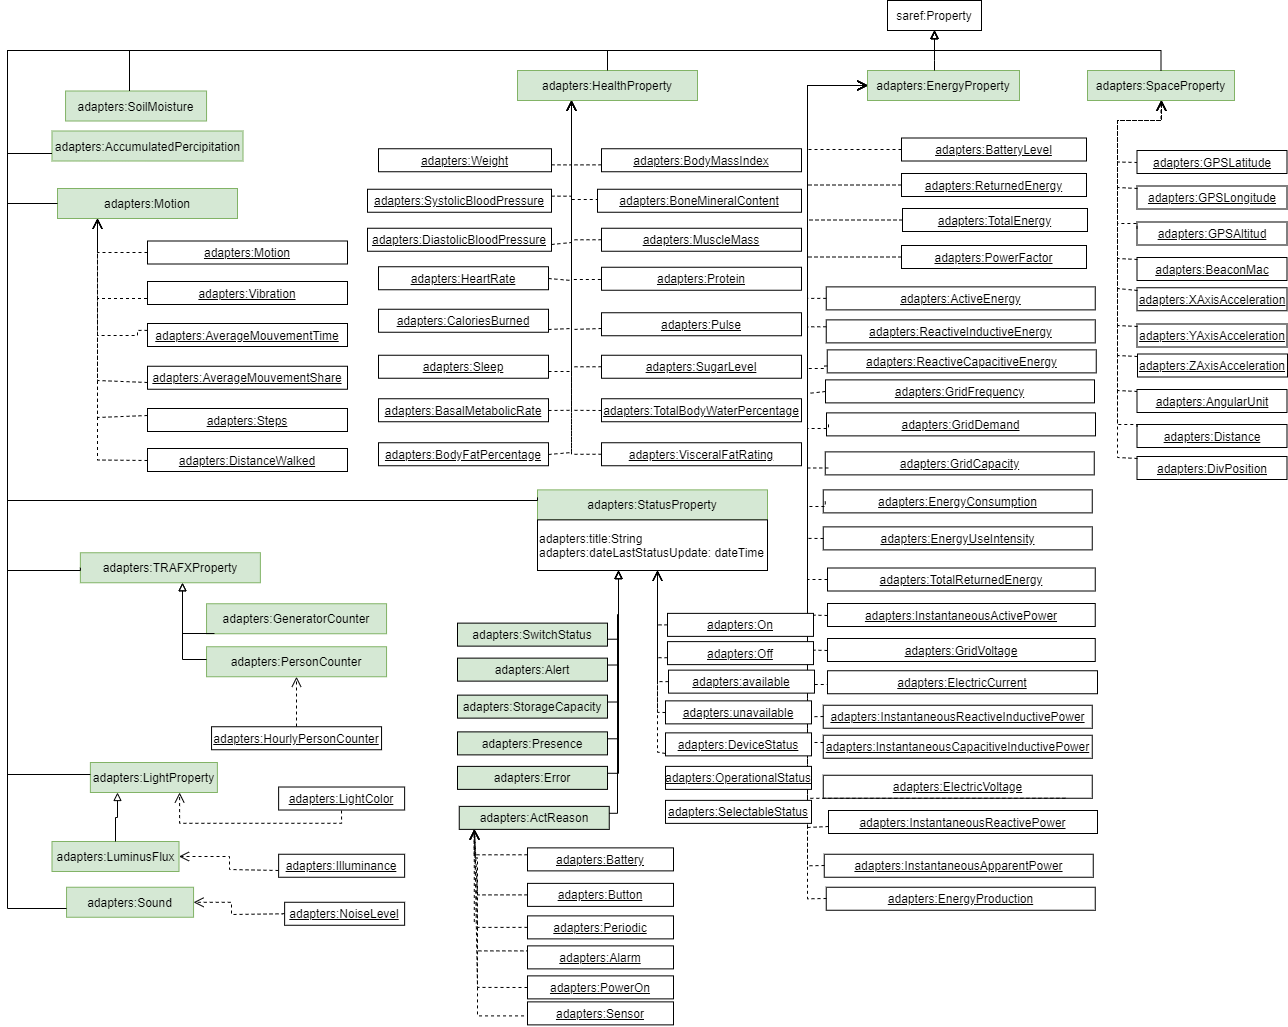 saref:Property
adapters:HealthProperty
adapters:EnergyProperty
adapters:SpaceProperty
adapters:SoilMoisture
adapters:AccumulatedPercipitation
adapters:Motion
adapters:Motion
adapters:Vibration
adapters:AverageMouvementTime
adapters:AverageMouvementShare
adapters:Steps
adapters:DistanceWalked
adapters:Weight
adapters:SystolicBloodPressure
adapters:DiastolicBloodPressure
adapters:HeartRate
adapters:CaloriesBurned
adapters:Sleep
adapters:BasalMetabolicRate
adapters:BodyFatPercentage
adapters:BodyMassIndex
adapters:BoneMineralContent
adapters:MuscleMass
adapters:Protein
adapters:Pulse
adapters:SugarLevel
adapters:TotalBodyWaterPercentage
adapters:VisceralFatRating
adapters:BatteryLevel
adapters:ReturnedEnergy
adapters:TotalEnergy
adapters:PowerFactor
adapters:ActiveEnergy
adapters:ReactiveInductiveEnergy
adapters:ReactiveCapacitiveEnergy
adapters:GridFrequency
adapters:GridDemand
adapters:GridCapacity
adapters:EnergyConsumption
adapters:EnergyUseIntensity
adapters:TotalReturnedEnergy
adapters:InstantaneousActivePower
adapters:GridVoltage
adapters:ElectricCurrent
adapters:InstantaneousReactiveInductivePower
adapters:InstantaneousCapacitiveInductivePower
adapters:ElectricVoltage
adapters:InstantaneousReactivePower
adapters:InstantaneousApparentPower
adapters:EnergyProduction
adapters:GPSLatitude
adapters:GPSLongitude
adapters:GPSAltitud
adapters:BeaconMac
adapters:XAxisAcceleration
adapters:YAxisAcceleration
adapters:ZAxisAcceleration
adapters:AngularUnit
adapters:Distance
adapters:DivPosition
adapters:StatusProperty
adapters:title:String
adapters:dateLastStatusUpdate: dateTime
adapters:TRAFXProperty
adapters:GeneratorCounter
adapters:PersonCounter
adapters:HourlyPersonCounter
adapters:LightProperty
adapters:LightColor
adapters:LuminusFlux
adapters:Illuminance
adapters:Sound
adapters:NoiseLevel
adapters:SwitchStatus
adapters:Alert
adapters:StorageCapacity
adapters:Presence
adapters:Error
adapters:ActReason
adapters:On
adapters:Off
adapters:available
adapters:unavailable
adapters:DeviceStatus
adapters:OperationalStatus
adapters:SelectableStatus
adapters:Battery
adapters:Button
adapters:Periodic
adapters:Alarm
adapters:PowerOn
adapters:Sensor